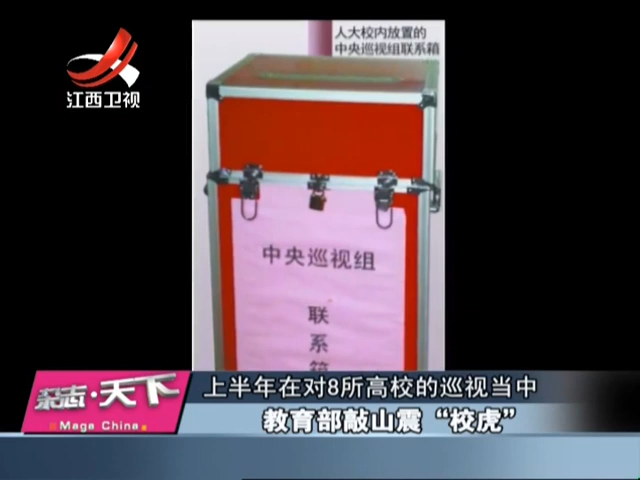 人大校内放置的
中央巡视组联系箱
江西卫视
中央巡视组
联
系
箱
上半年在对8所高校的巡视当中
杂志·天下
Maga China
教育部敲山震“校虎”